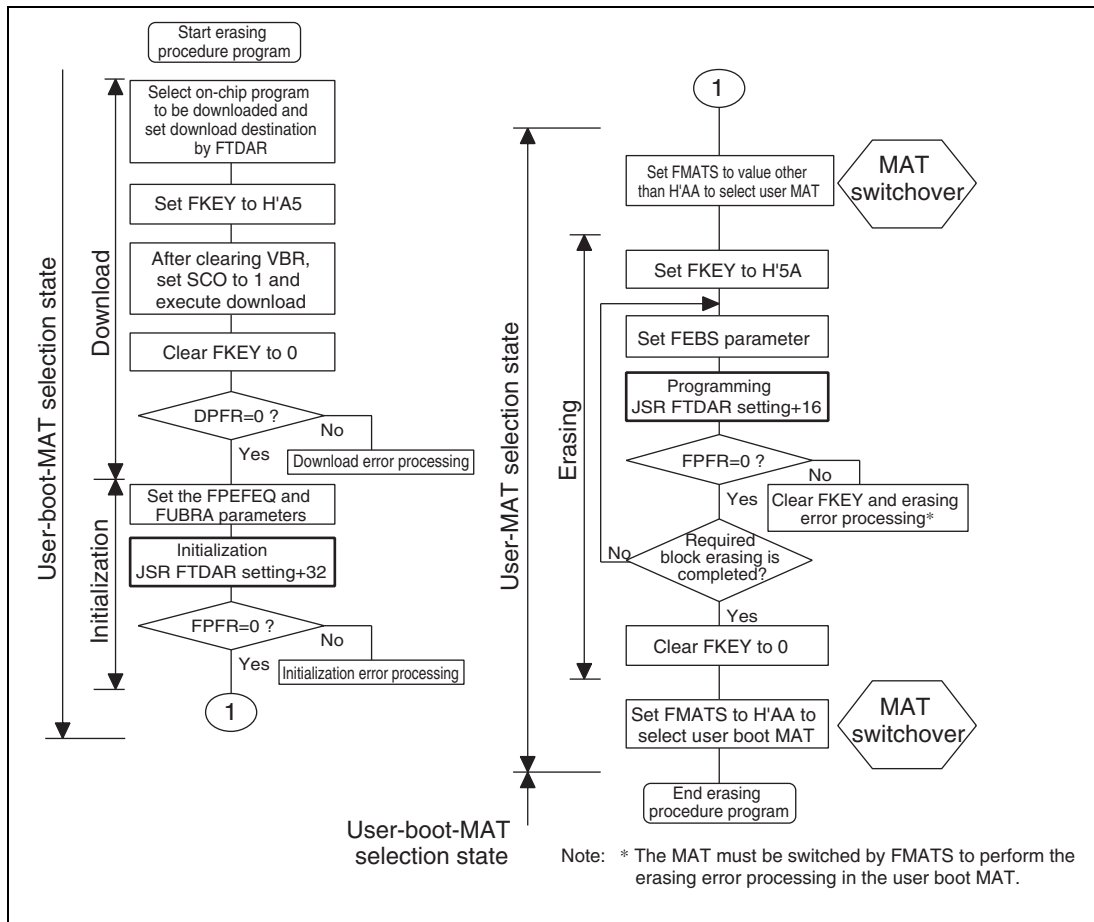 Start erasing
procedure program
Select on-chip program
to be downloaded and
set download destination
by FTDAR
Set FKEY to H'A5
After clearing VBR,
set SCO to 1 and
execute download
Clear FKEY to 0
DPFR=0 ?
No
Yes
Download error processing
Set the FPEFEQ and
FUBRA parameters
Initialization
JSR FTDAR setting+32
FPFR=0 ?
No
Yes
Initialization error processing
1
Download
Initialization
User-boot-MAT selection state
1
Set FMATS to value other
than H'AA to select user MAT
MAT
switchover
Set FKEY to H'5A
Set FEBS parameter
Programming
JSR FTDAR setting+16
FPFR=0 ?
No
Yes
Clear FKEY and erasing
error processing*
Required
block erasing is
completed?
No
Yes
Clear FKEY to 0
Set FMATS to H'AA to
select user boot MAT
MAT
switchover
End erasing
procedure program
Erasing
User-MAT selection state
User-boot-MAT
selection state
Note: * The MAT must be switched by FMATS to perform the
erasing error processing in the user boot MAT.